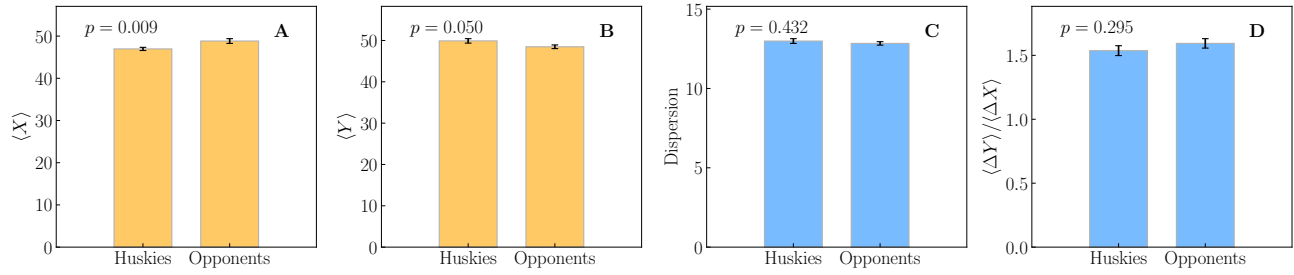 p = 0.009
A
50
40
30
20
10
0
⟨X⟩
Huskies Opponents
p = 0.050
B
50
40
30
20
10
0
⟨Y⟩
Huskies Opponents
p = 0.432
C
15
10
5
0
Dispersion
Huskies Opponents
p = 0.295
D
1.5
1.0
0.5
0.0
⟨ΔY⟩/⟨ΔX⟩
Huskies Opponents